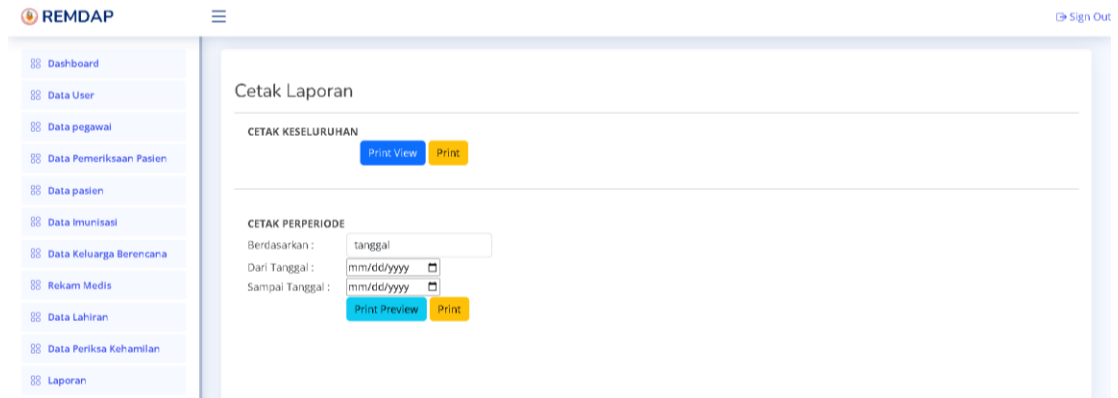 REMDAP
Sign Out
Dashboard
Data User
Data pegawai
Data Pemeriksaan Pasien
Data pasien
Data Imunisasi
Data Keluarga Berencana
Rekam Medis
Data Lahiran
Data Periksa Kehamilan
Laporan
Cetak Laporan
CETAK KESELURUHAN
Print View Print
CETAK PERPERIODE
Berdasarkan : tanggal
Dari Tanggal : mm/dd/yyyy
Sampai Tanggal : mm/dd/yyyy
Print Preview Print